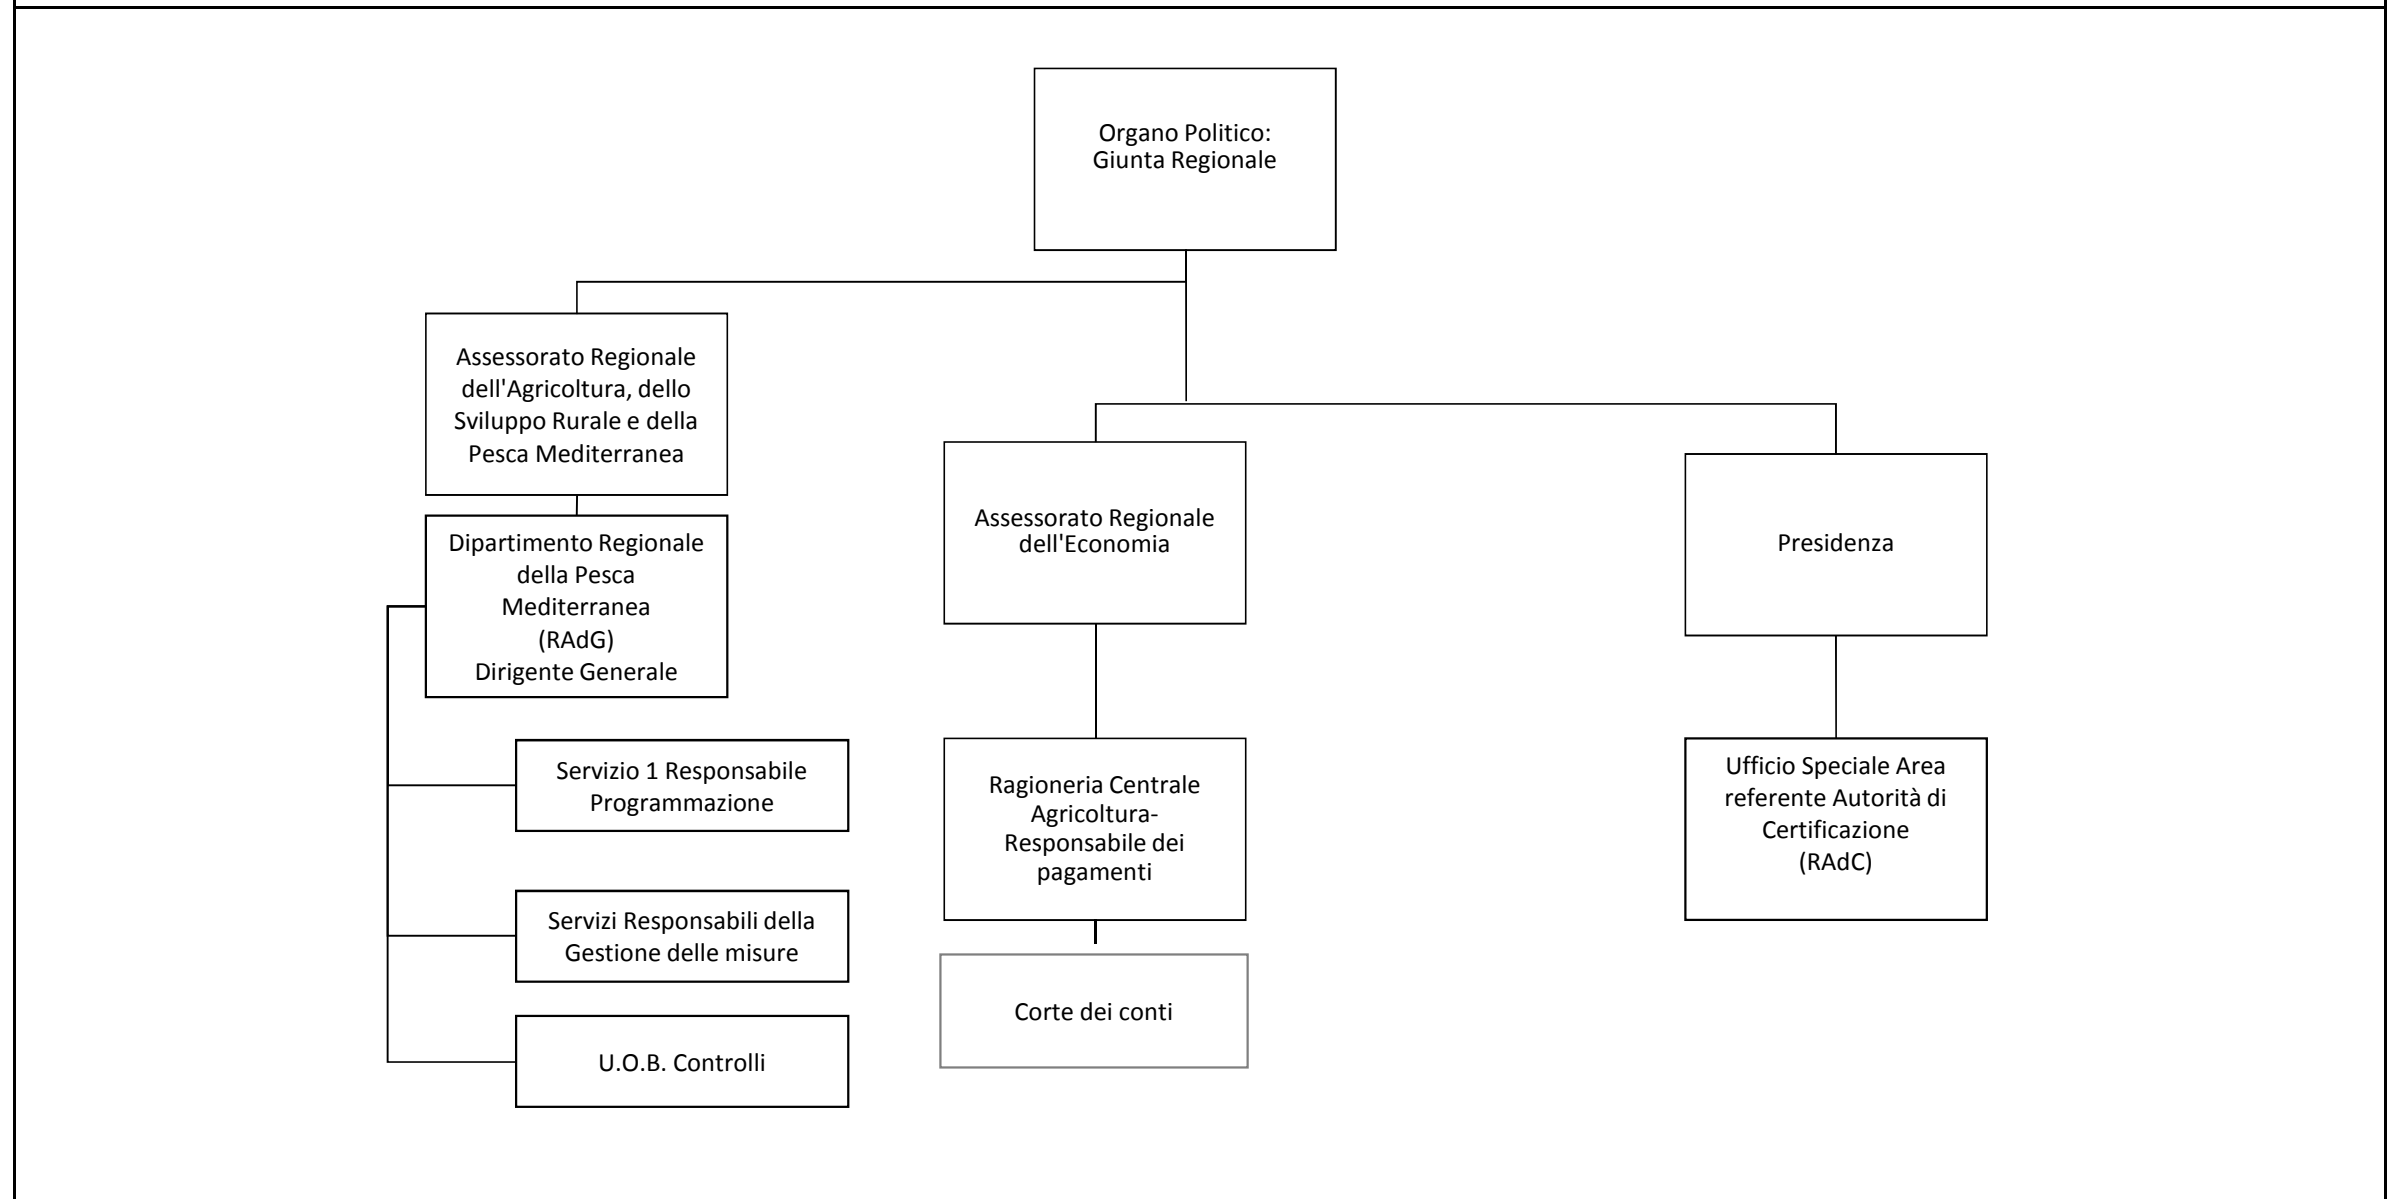 Organo Politico:
Giunta Regionale
Assessorato Regionale
dell'Agricoltura, dello
Sviluppo Rurale e della
Pesca Mediterranea
Dipartimento Regionale
della Pesca
Mediterranea
(RAdG)
Dirigente Generale
Servizio 1 Responsabile
Programmazione
Servizi Responsabili della
Gestione delle misure
U.O.B. Controlli
Assessorato Regionale
dell'Economia
Ragioneria Centrale
Agricoltura-
Responsabile dei
pagamenti
Corte dei conti
Presidenza
Ufficio Speciale Area
referente Autorità di
Certificazione
(RAdC)